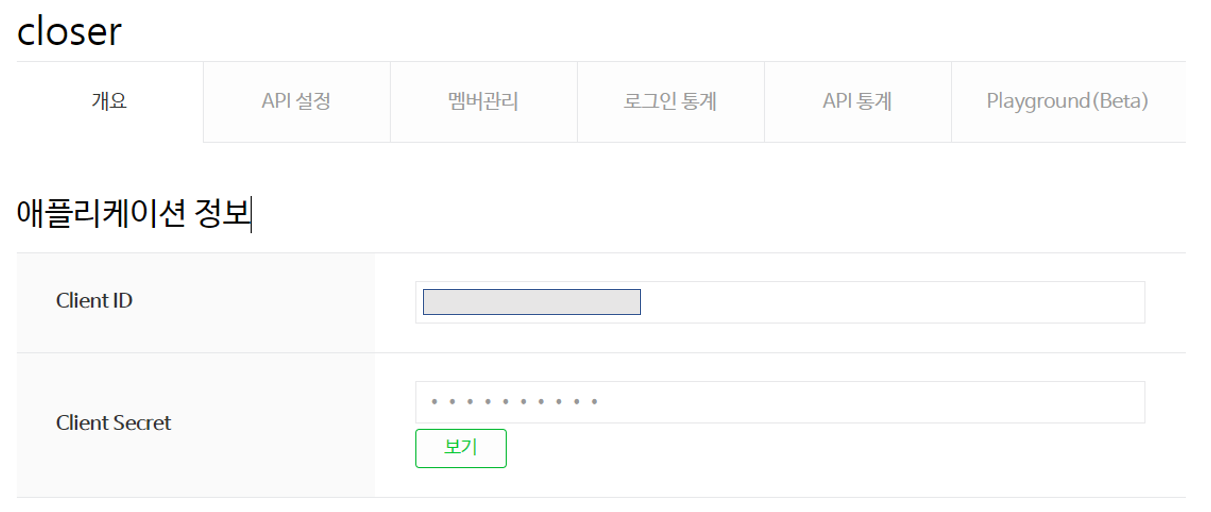 closer
개요
API 설정
멤버관리
로그인 통계
API 통계
Playground(Beta)
애플리케이션 정보
Client ID
Client Secret
••••••••••
보기